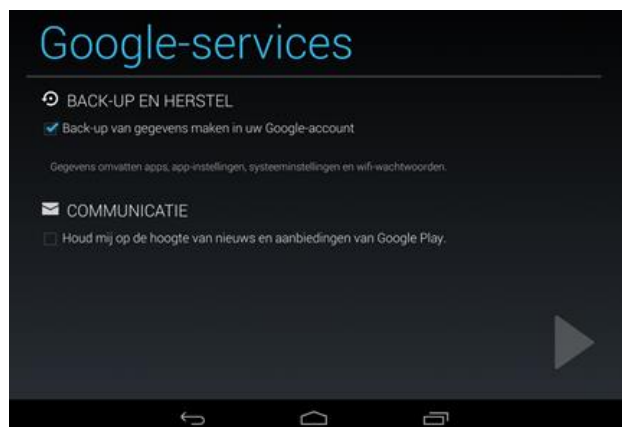 Google-services
BACK-UP EN HERSTEL
Back-up van gegevens maken in uw Google-account
Gegevens omvatten apps, app-instellingen, systeeminstellingen en wifi-wachtwoorden.
COMMUNICATIE
Houd mij op de hoogte van nieuws en aanbiedingen van Google Play.